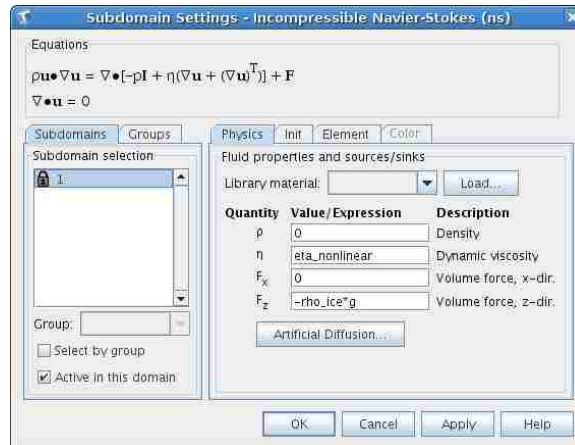 Subdomain Settings - Incompressible Navier-Stokes (ns)
Equations
ρu•∇u = ∇•[-pI + η(∇u + (∇u)ᵀ)] + F
∇•u = 0
Subdomains Groups
Subdomain selection
1
Group:
Select by group
Active in this domain
Physics Init Element Color
Fluid properties and sources/sinks
Library material: Load...
Quantity Value/Expression Description
ρ 0 Density
η eta_nonlinear Dynamic viscosity
Fₓ 0 Volume force, x-dir.
F_z -rho_ice*g Volume force, z-dir.
Artificial Diffusion...
OK Cancel Apply Help